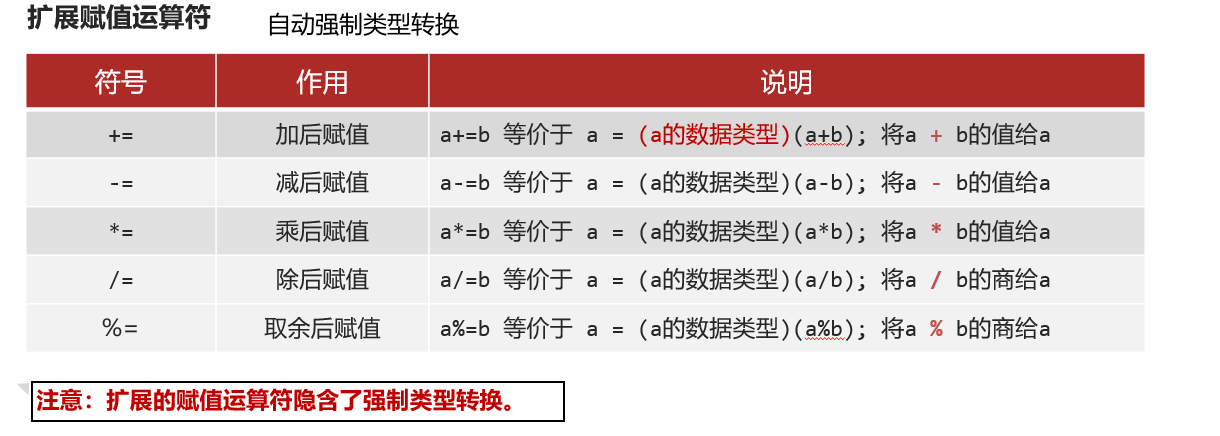 扩展赋值运算符 自动强制类型转换
符号 作用 说明
+= 加后赋值 a+=b 等价于 a = (a的数据类型)(a+b); 将a + b的值给a
-= 减后赋值 a-=b 等价于 a = (a的数据类型)(a-b); 将a - b的值给a
*= 乘后赋值 a*=b 等价于 a = (a的数据类型)(a*b); 将a * b的值给a
/= 除后赋值 a/=b 等价于 a = (a的数据类型)(a/b); 将a / b的商给a
%= 取余后赋值 a%=b 等价于 a = (a的数据类型)(a%b); 将a % b的商给a
注意：扩展的赋值运算符隐含了强制类型转换。